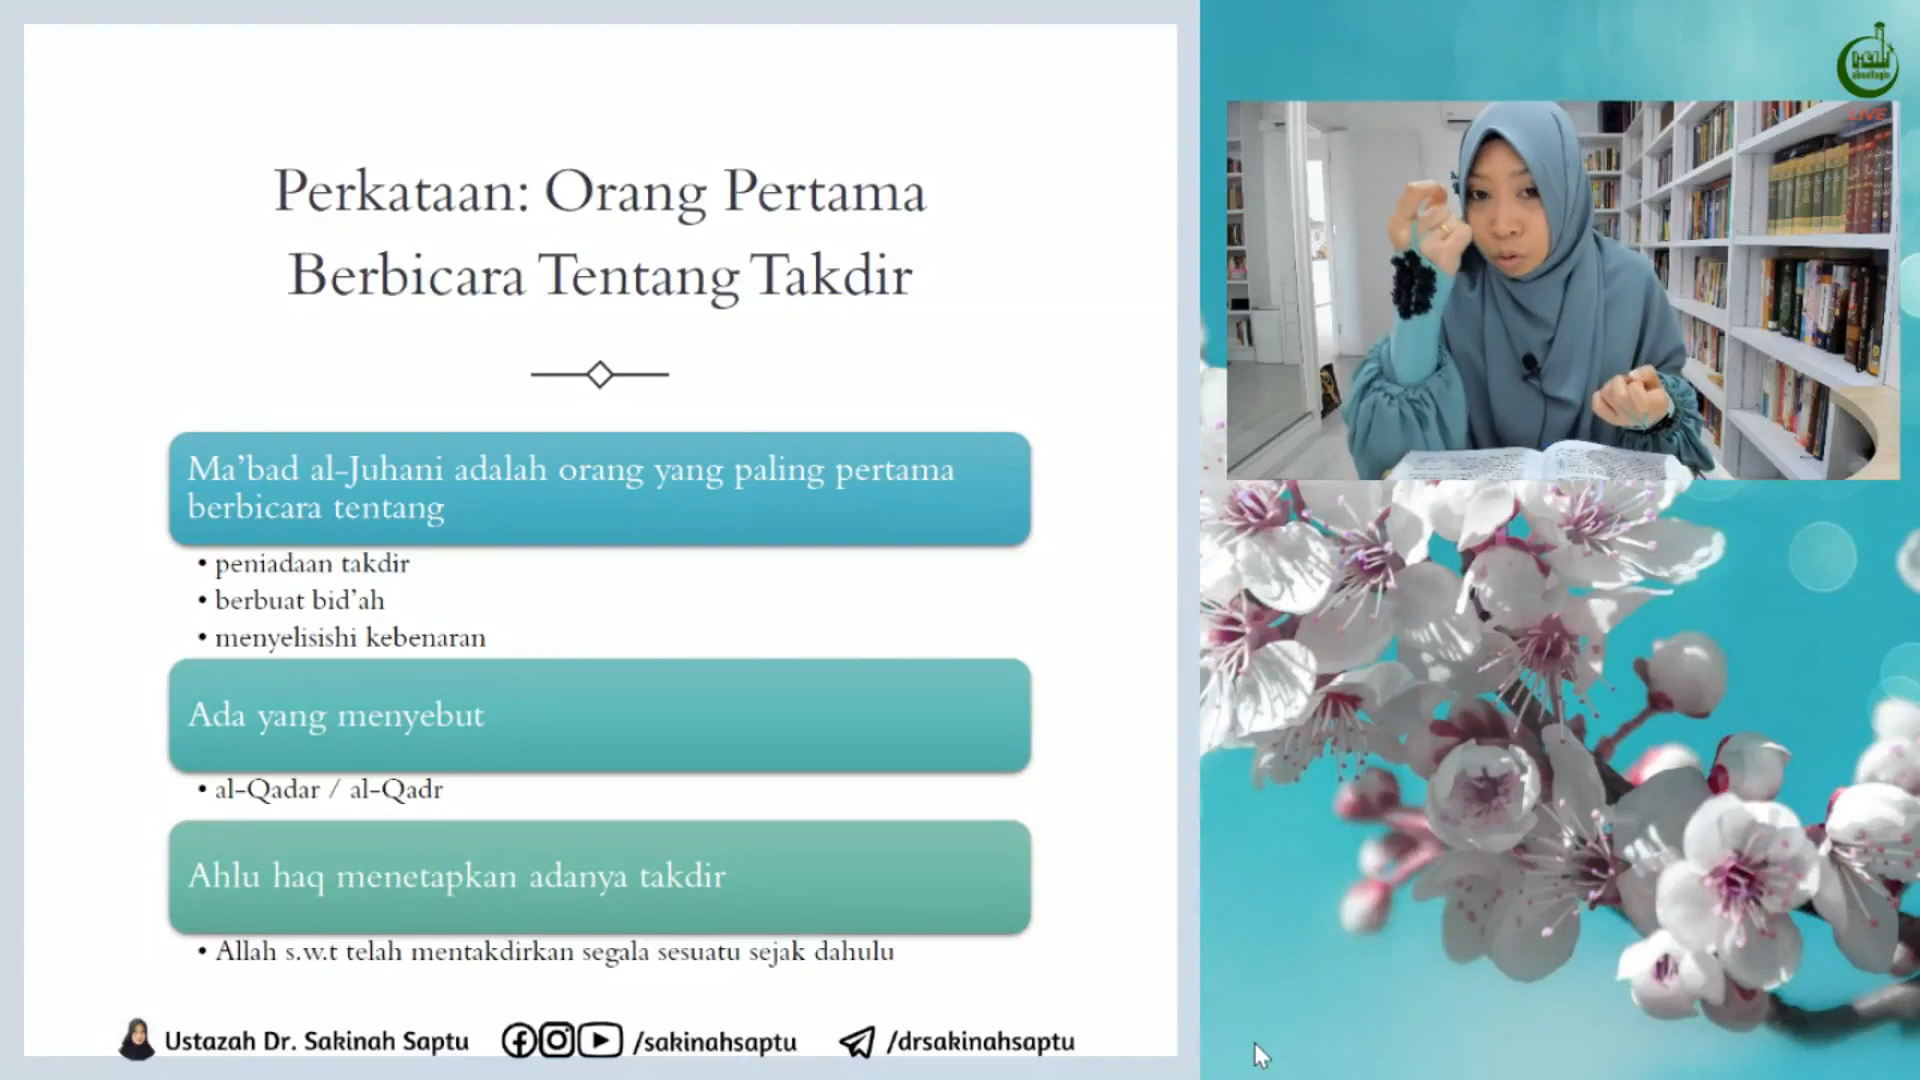 Perkataan: Orang Pertama
Berbicara Tentang Takdir
Ma'bad al-Juhani adalah orang yang paling pertama
berbicara tentang
• peniadaan takdir
• berbuat bid'ah
• menyelisishi kebenaran
Ada yang menyebut
• al-Qadar / al-Qadr
Ahlu haq menetapkan adanya takdir
• Allah s.w.t telah mentakdirkan segala sesuatu sejak dahulu
Ustazah Dr. Sakinah Saptu
/sakinahsaptu
/drsakinahsaptu
LIVE